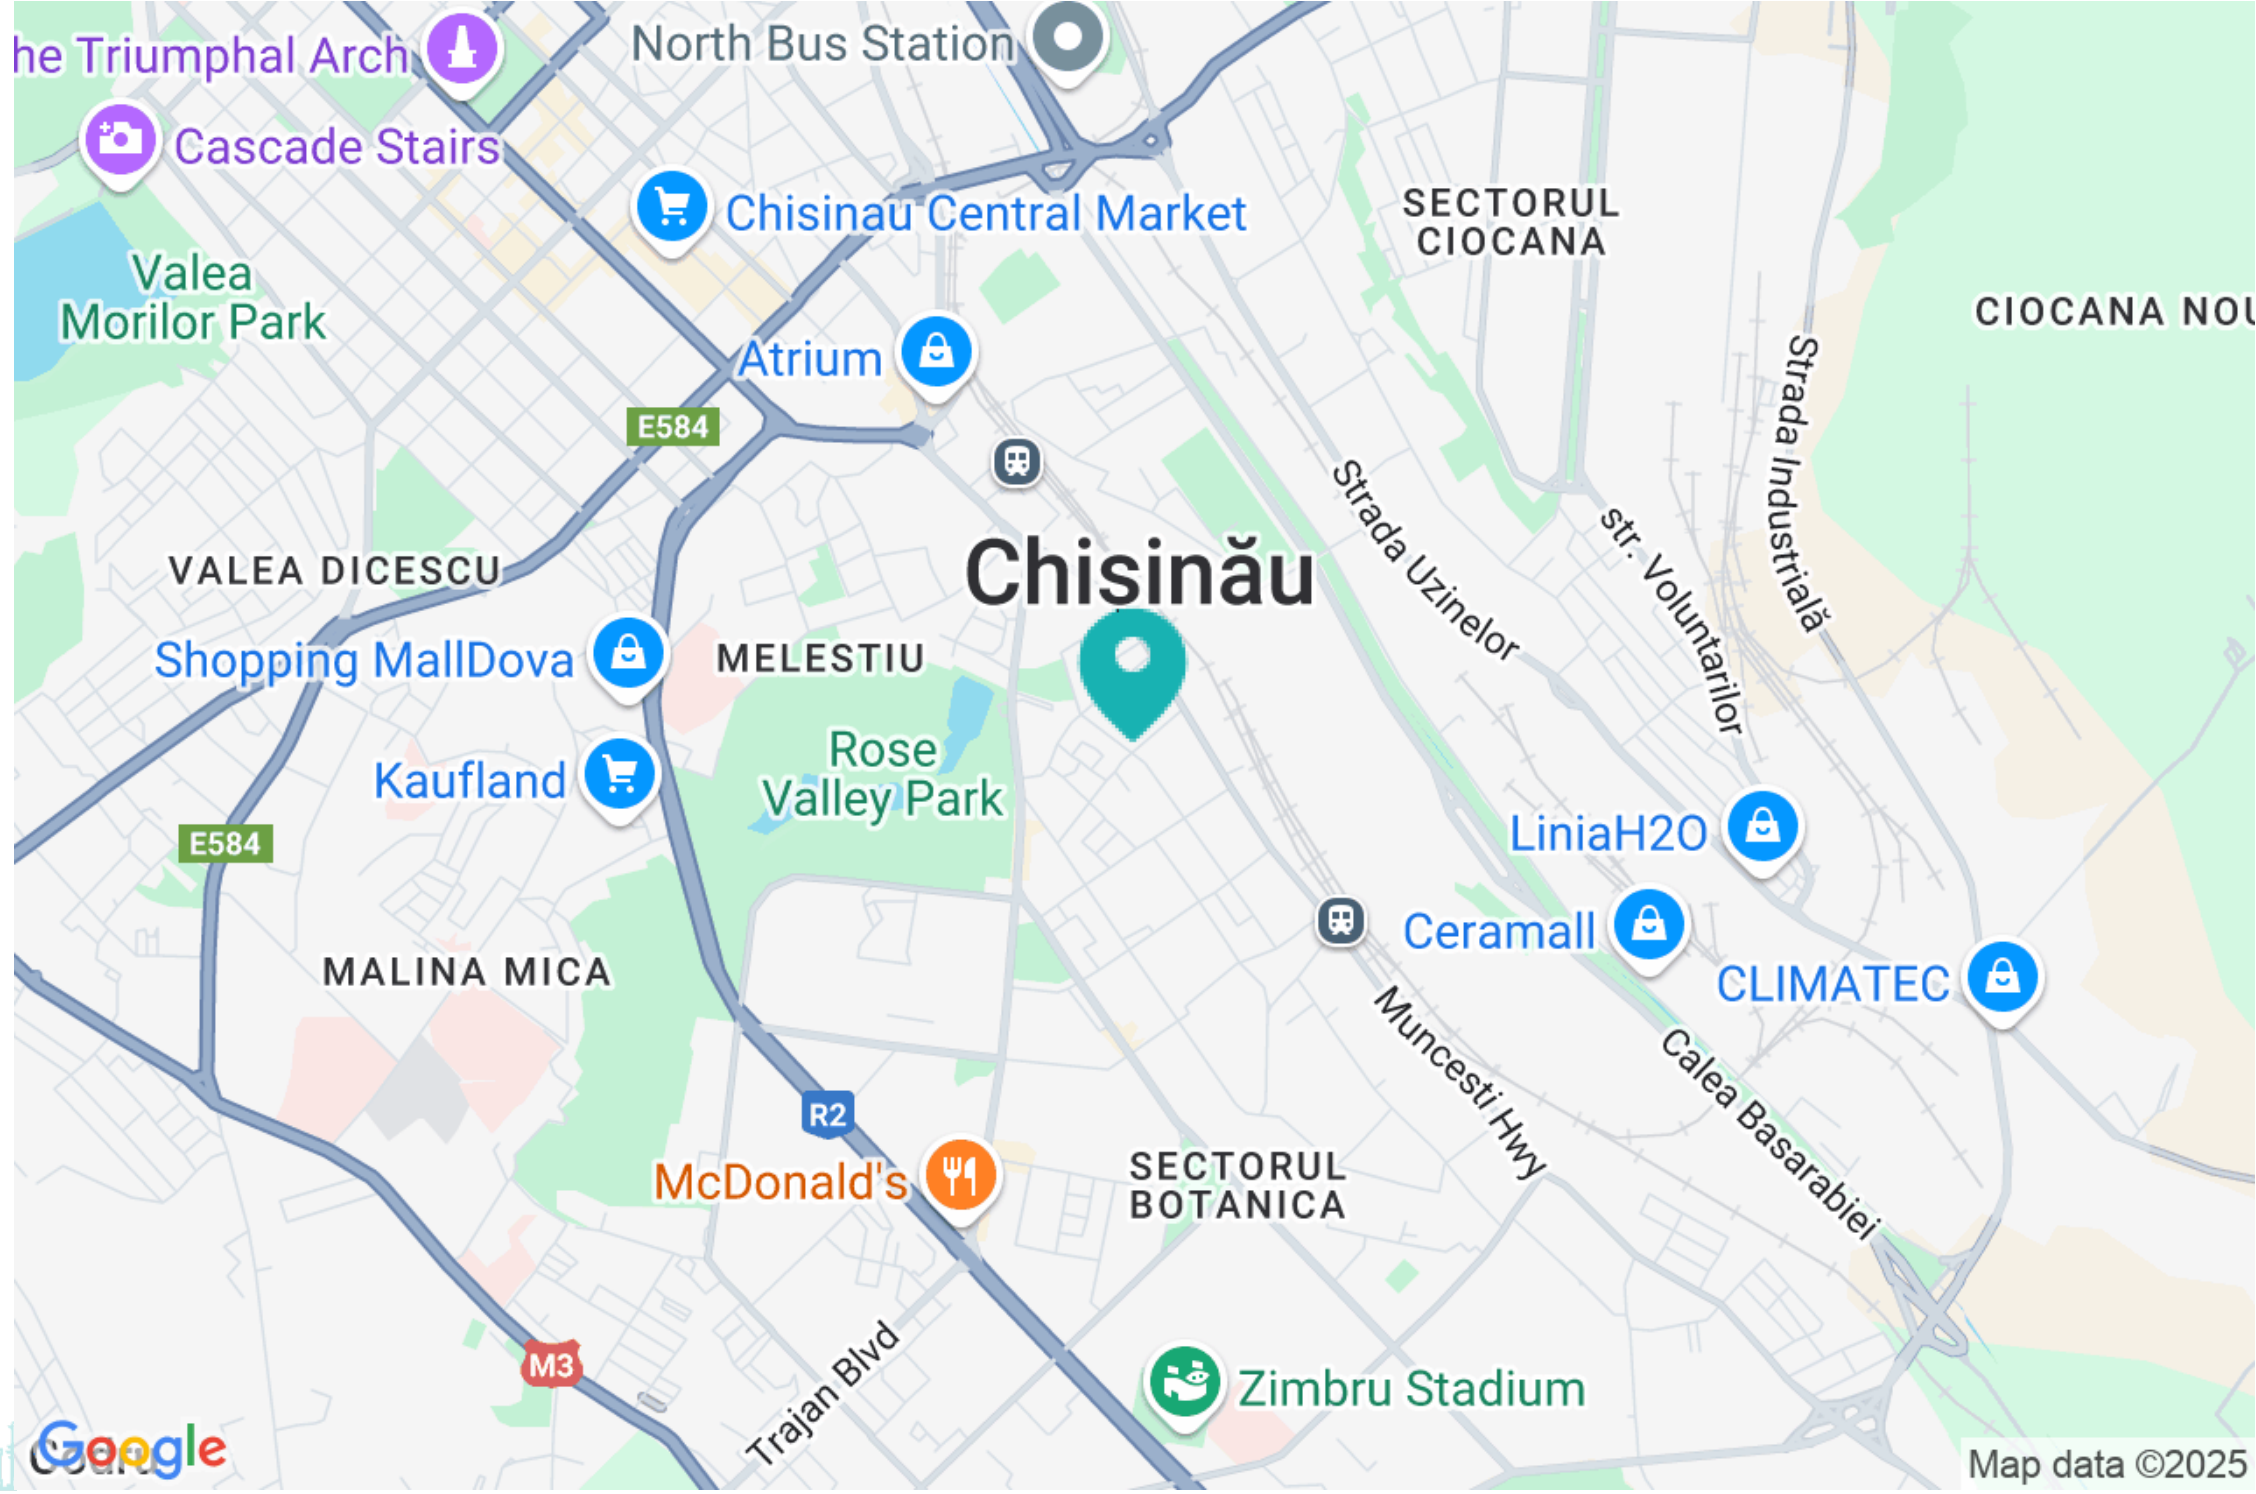 he Triumphal Arch
North Bus Station
Cascade Stairs
Chisinau Central Market
SECTORUL
CIOCANA
Valea
Morilor Park
CIOCANA NOU
Atrium
E584
Strada Industrială
Strada Uzinelor
str. Voluntarilor
VALEA DICESCU
Chisinău
Shopping MallDova
MELESTIU
Rose
Valley Park
Kaufland
E584
LiniaH2O
Ceramall
MALINA MICA
CLIMATEC
Muncesti Hwy
Calea Basarabiei
R2
McDonald's
SECTORUL
BOTANICA
M3
Trajan Blvd
Zimbru Stadium
Google
Codru
Map data ©2025